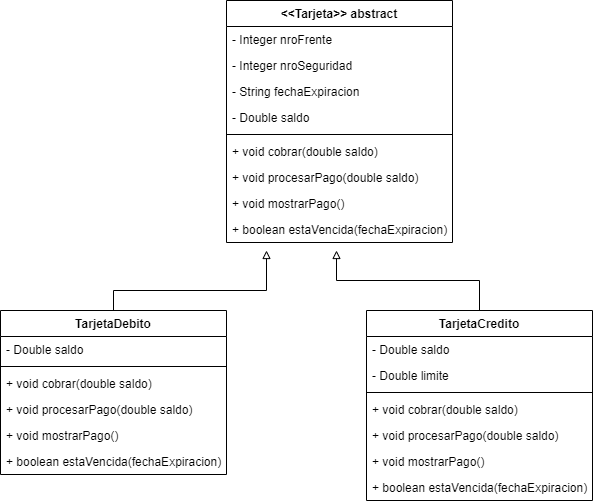 <<Tarjeta>> abstract
- Integer nroFrente
- Integer nroSeguridad
- String fechaExpiracion
- Double saldo
+ void cobrar(double saldo)
+ void procesarPago(double saldo)
+ void mostrarPago()
+ boolean estaVencida(fechaExpiracion)
TarjetaDebito
- Double saldo
+ void cobrar(double saldo)
+ void procesarPago(double saldo)
+ void mostrarPago()
+ boolean estaVencida(fechaExpiracion)
TarjetaCredito
- Double saldo
- Double limite
+ void cobrar(double saldo)
+ void procesarPago(double saldo)
+ void mostrarPago()
+ boolean estaVencida(fechaExpiracion)